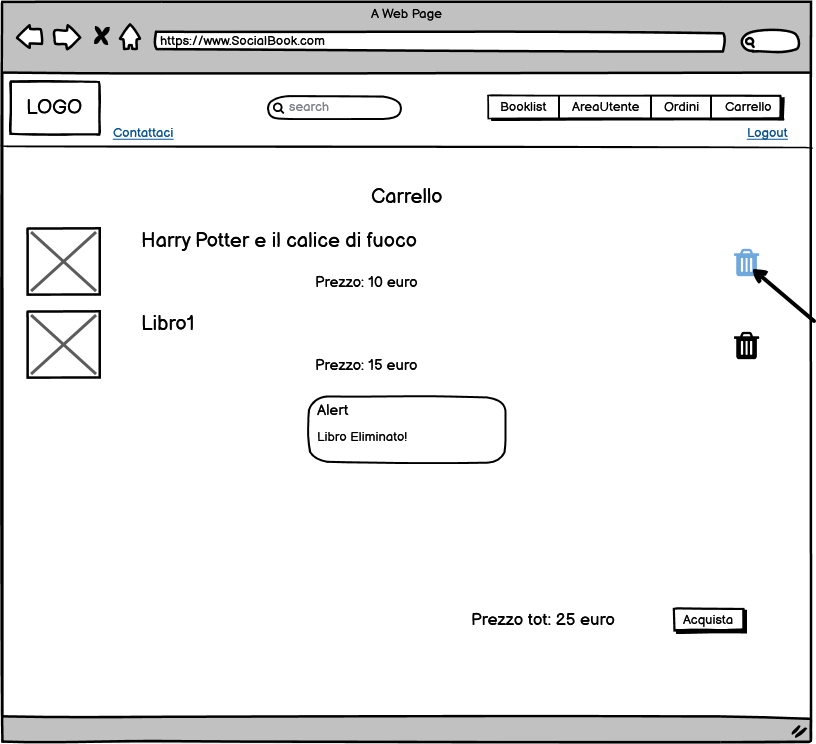 A Web Page
https://www.SocialBook.com
LOGO
search
Booklist AreaUtente Ordini Carrello
Contattaci
Logout
Carrello
Harry Potter e il calice di fuoco
Prezzo: 10 euro
Libro1
Prezzo: 15 euro
Alert
Libro Eliminato!
Prezzo tot: 25 euro
Acquista